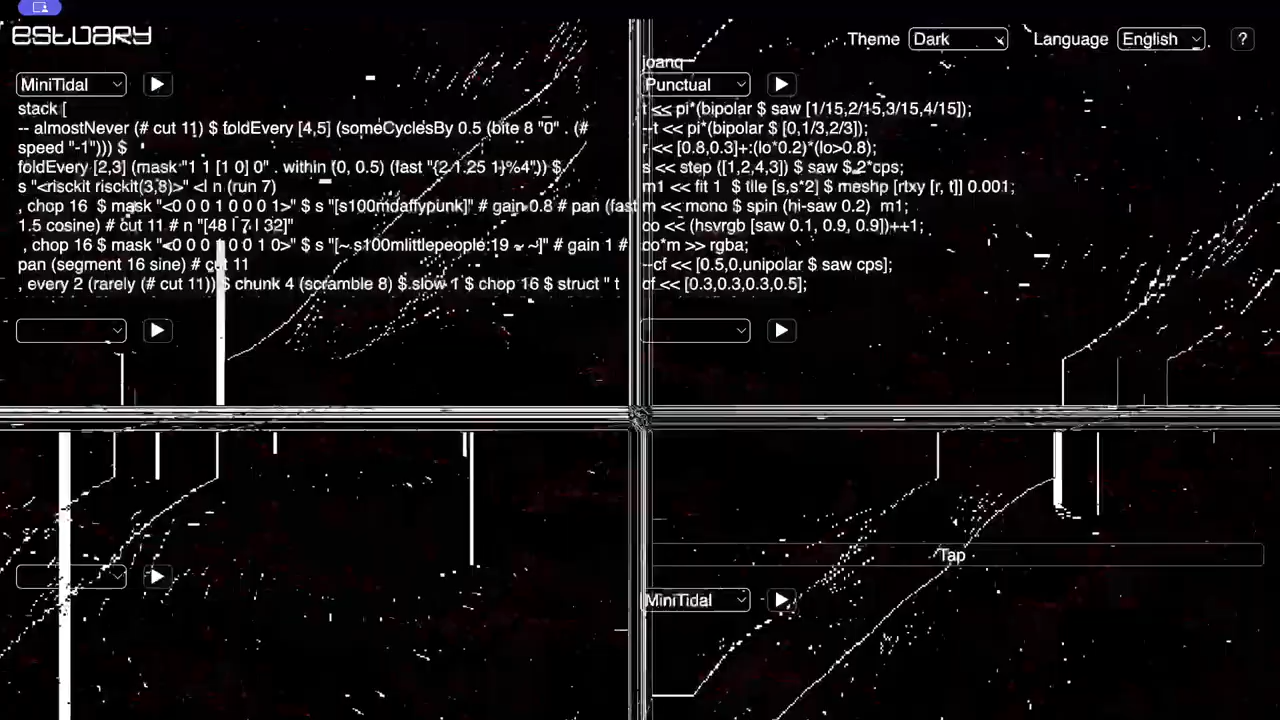 estuary
Theme Dark Language English ?
MiniTidal
stack [
-- almostNever (# cut 11) $ foldEvery [4,5] (someCyclesBy 0.5 (bite 8 "0" . (#
speed "-1"))) $
foldEvery [2,3] (mask "1 1 [1 0] 0" . within (0, 0.5) (fast "{2 1.25 1}%4")) $
s "<risckit risckit(3,8)>" <| n (run 7)
, chop 16 $ mask "<0 0 0 1 0 0 0 1>" $ s "[s100mdaffypunk]" # gain 0.8 # pan (fast
1.5 cosine) # cut 11 # n "[48 | 7 | 32]"
, chop 16 $ mask "<0 0 0 1 0 0 1 0>" $ s "[~ s100mlittlepeople:19 ~ ~]" # gain 1 #
pan (segment 16 sine) # cut 11
, every 2 (rarely (# cut 11)) $ chunk 4 (scramble 8) $ slow 1 $ chop 16 $ struct " t
joanq
Punctual
t << pi*(bipolar $ saw [1/15,2/15,3/15,4/15]);
--t << pi*(bipolar $ [0,1/3,2/3]);
r << [0.8,0.3]+:(lo*0.2)*(lo>0.8);
s << step ([1,2,4,3]) $ saw $ 2*cps;
m1 << fit 1 $ tile [s,s*2] $ meshp [rtxy [r, t]] 0.001;
m << mono $ spin (hi-saw 0.2) m1;
co << (hsvrgb [saw 0.1, 0.9, 0.9])++1;
co*m >> rgba;
--cf << [0.5,0,unipolar $ saw cps];
cf << [0.3,0.3,0.3,0.5];
Tap
MiniTidal